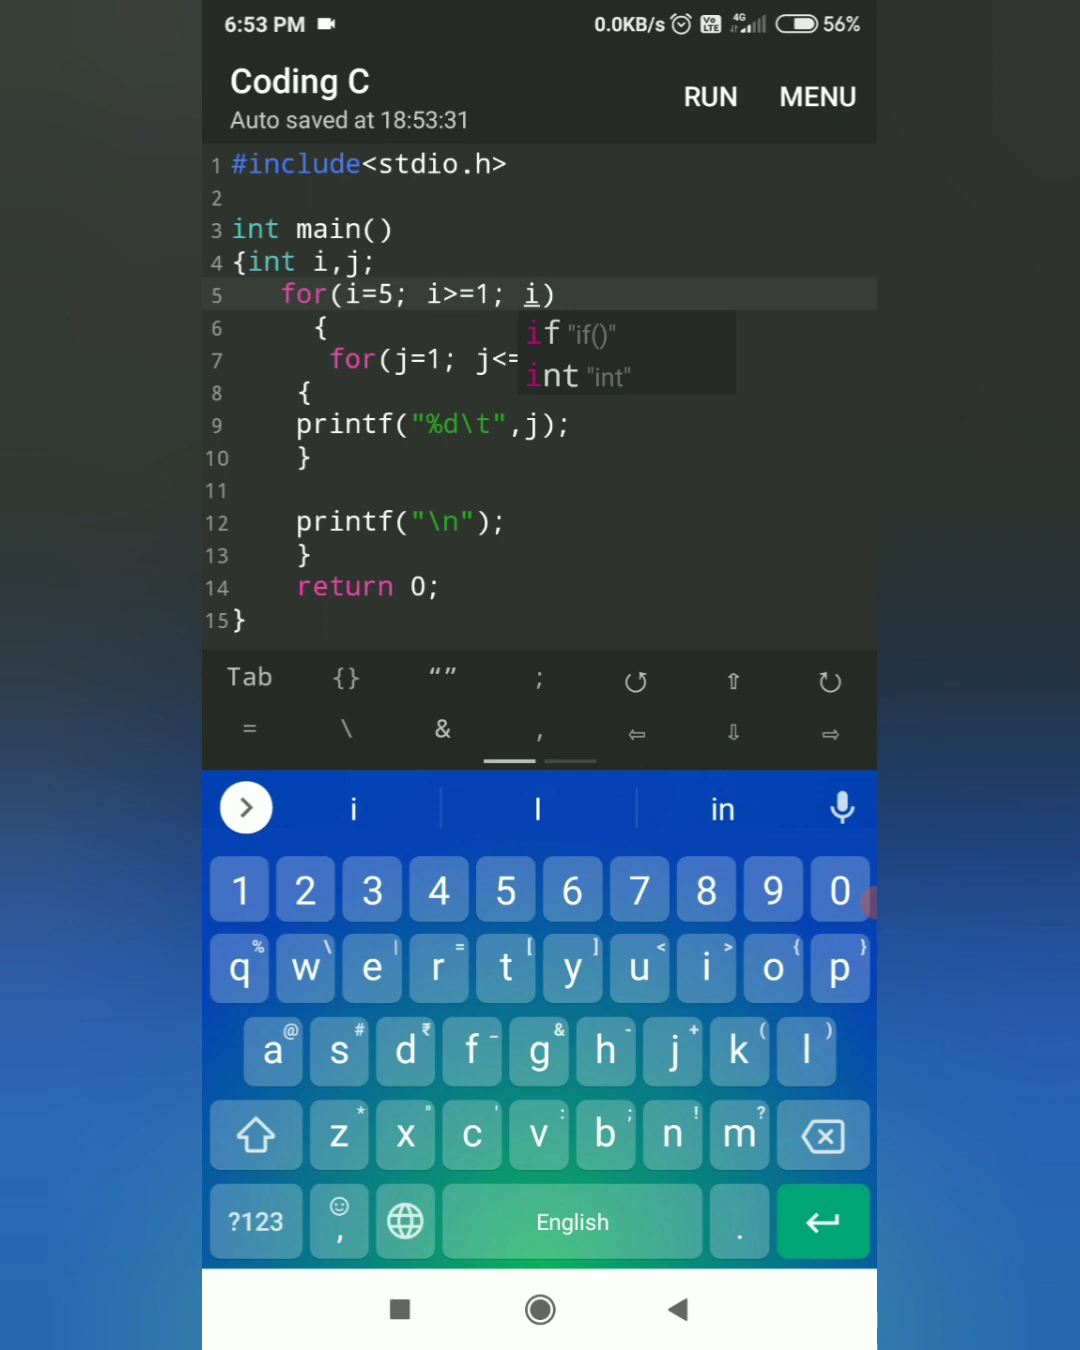 6:53 PM 0.0KB/s Vo LTE 4G 56%
Coding C
RUN MENU
Auto saved at 18:53:31
1 #include<stdio.h>
2
3 int main()
4 {int i,j;
5 for(i=5; i>=1; i)
6 {
if "if()"
7 for(j=1; j<=
int "int"
8 {
9 printf("%d\t",j);
10 }
11
12 printf("\n");
13 }
14 return 0;
15 }
Tab {} “” ; ↺ ⇧ ↻
= \ & , ⇦ ⇩ ⇨
> i I in
1 2 3 4 5 6 7 8 9 0
% \ | = [ ] < > { }
q w e r t y u i o p
@ # ₹ _ & - + ( )
a s d f g h j k l
* " ' : ; ! ?
z x c v b n m
?123 , English .